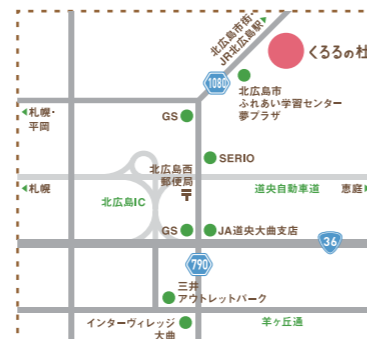 北広島市街・
JR北広島駅▶
くるるの杜
1080
北広島市
ふれあい学習センター
夢プラザ
◀札幌・
平岡
GS
SERIO
北広島西
郵便局
〒
◀札幌
北広島IC
道央自動車道
恵庭▶
GS
JA道央大曲支店
36
790
三井
アウトレットパーク
インターヴィレッジ
大曲
羊ヶ丘通